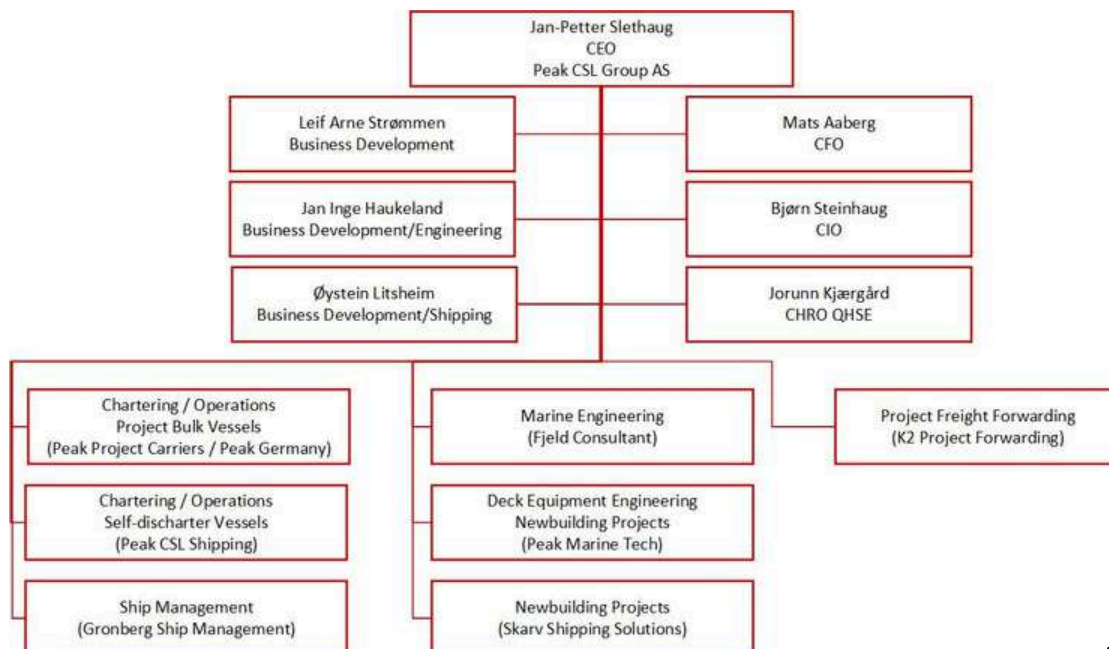 Jan-Petter Slethaug
CEO
Peak CSL Group AS
Leif Arne Strømmen
Business Development
Mats Aaberg
CFO
Jan Inge Haukeland
Business Development/Engineering
Bjørn Steinhaug
CIO
Øystein Litsheim
Business Development/Shipping
Jorunn Kjærgård
CHRO QHSE
Chartering / Operations
Project Bulk Vessels
(Peak Project Carriers / Peak Germany)
Marine Engineering
(Fjeld Consultant)
Project Freight Forwarding
(K2 Project Forwarding)
Chartering / Operations
Self-discharter Vessels
(Peak CSL Shipping)
Deck Equipment Engineering
Newbuilding Projects
(Peak Marine Tech)
Ship Management
(Gronberg Ship Management)
Newbuilding Projects
(Skarv Shipping Solutions)